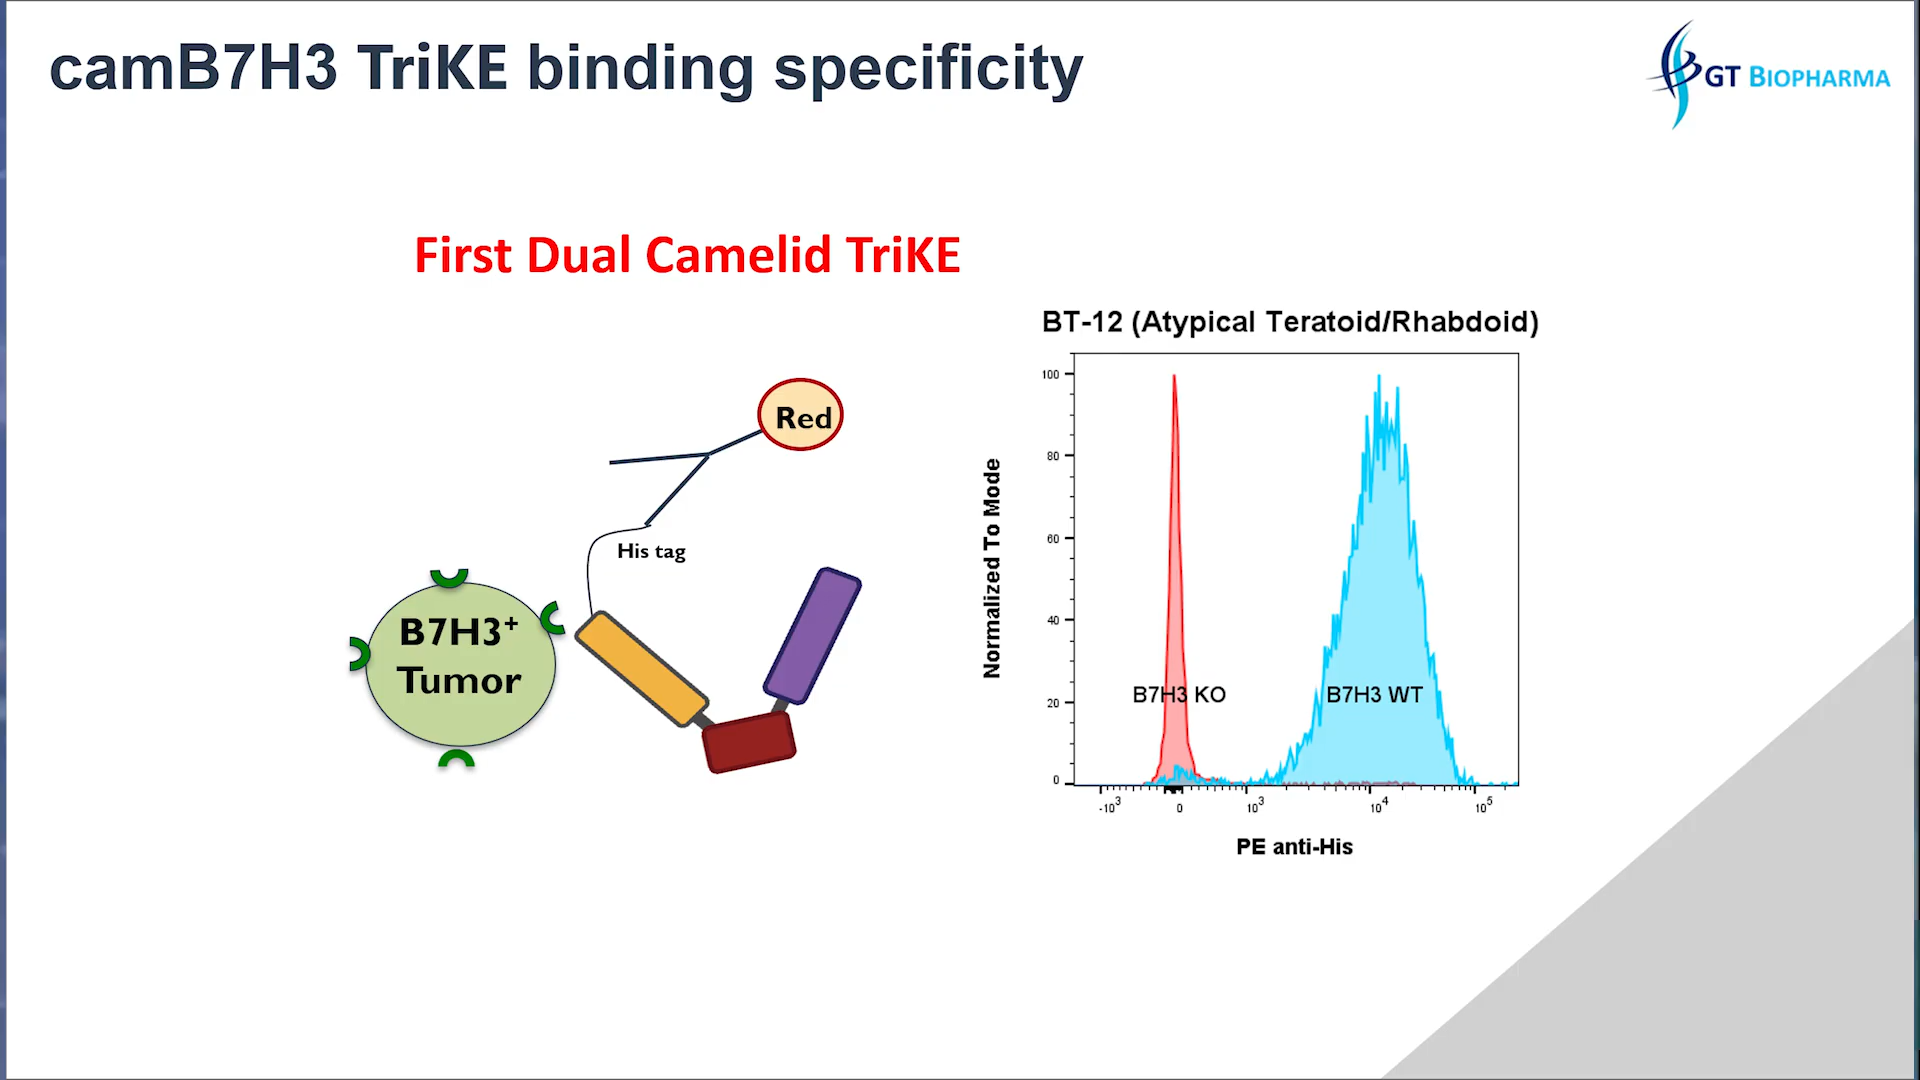 camB7H3 TriKE binding specificity
GT BIOPHARMA
First Dual Camelid TriKE
Red
His tag
B7H3⁺
Tumor
BT-12 (Atypical Teratoid/Rhabdoid)
Normalized To Mode
100
80
60
40
20
0
B7H3 KO
B7H3 WT
-10³
0
10³
10⁴
10⁵
PE anti-His